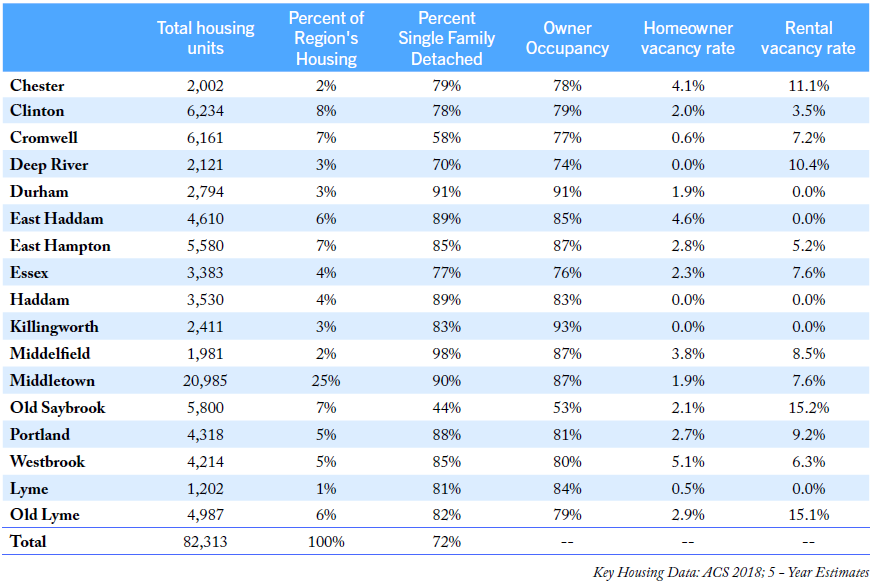 Total housing units Percent of Region's Housing Percent Single Family Detached Owner Occupancy Homeowner vacancy rate Rental vacancy rate
Chester 2,002 2% 79% 78% 4.1% 11.1%
Clinton 6,234 8% 78% 79% 2.0% 3.5%
Cromwell 6,161 7% 58% 77% 0.6% 7.2%
Deep River 2,121 3% 70% 74% 0.0% 10.4%
Durham 2,794 3% 91% 91% 1.9% 0.0%
East Haddam 4,610 6% 89% 85% 4.6% 0.0%
East Hampton 5,580 7% 85% 87% 2.8% 5.2%
Essex 3,383 4% 77% 76% 2.3% 7.6%
Haddam 3,530 4% 89% 83% 0.0% 0.0%
Killingworth 2,411 3% 83% 93% 0.0% 0.0%
Middelfield 1,981 2% 98% 87% 3.8% 8.5%
Middletown 20,985 25% 90% 87% 1.9% 7.6%
Old Saybrook 5,800 7% 44% 53% 2.1% 15.2%
Portland 4,318 5% 88% 81% 2.7% 9.2%
Westbrook 4,214 5% 85% 80% 5.1% 6.3%
Lyme 1,202 1% 81% 84% 0.5% 0.0%
Old Lyme 4,987 6% 82% 79% 2.9% 15.1%
Total 82,313 100% 72% -- -- --
Key Housing Data: ACS 2018; 5 – Year Estimates